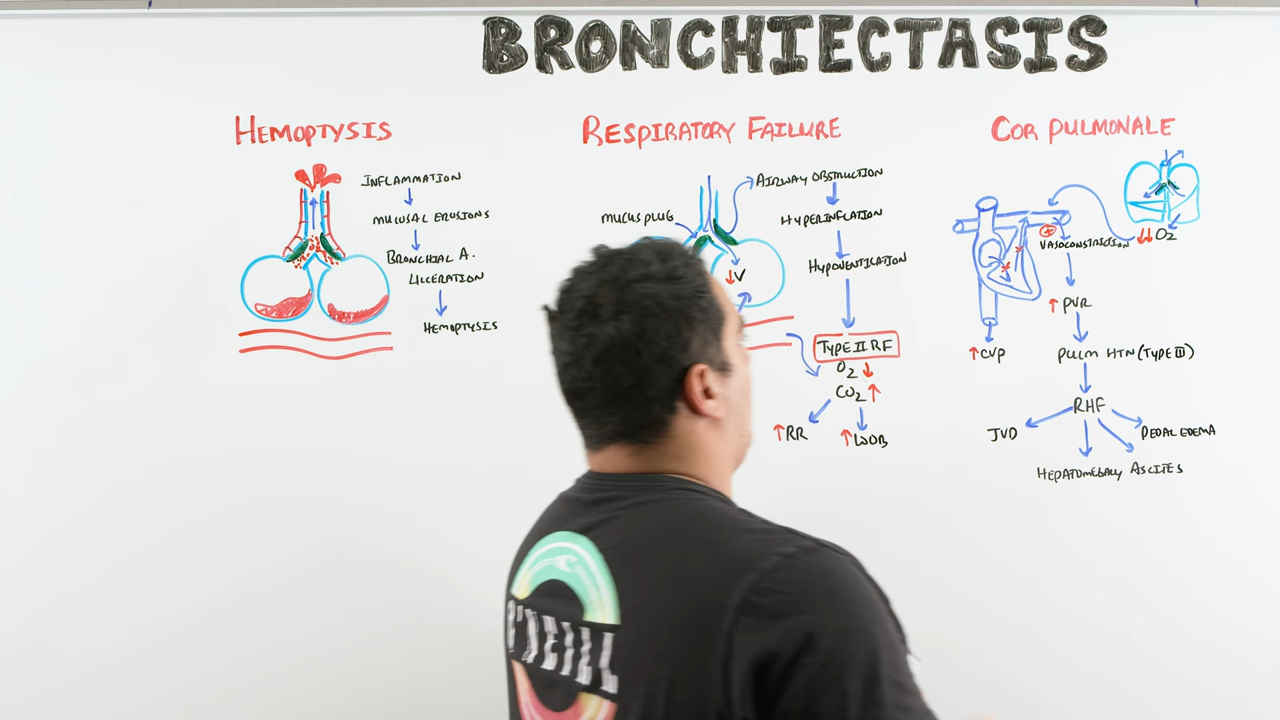 BRONCHIECTASIS
HEMOPTYSIS
INFLAMMATION
MUCUSAL ERUSIONS
BRONCHIAL A.
ULCERATION
HEMOPTYSIS
RESPIRATORY FAILURE
MUCUS PLUG
AIRWAY OBSTRUCTION
HYPERINFLATION
HYPOVENTILATION
↓V
TYPE II RF
O2 ↓
CO2 ↑
↑RR
↑WOB
COR PULMONALE
↓↓ O2
+ VASOCONSTRICTION
↑ PVR
↑CVP
PULM HTN (TYPE III)
RHF
JVD
PEDAL EDEMA
HEPATOMEGALY
ASCITES
O'NEILL